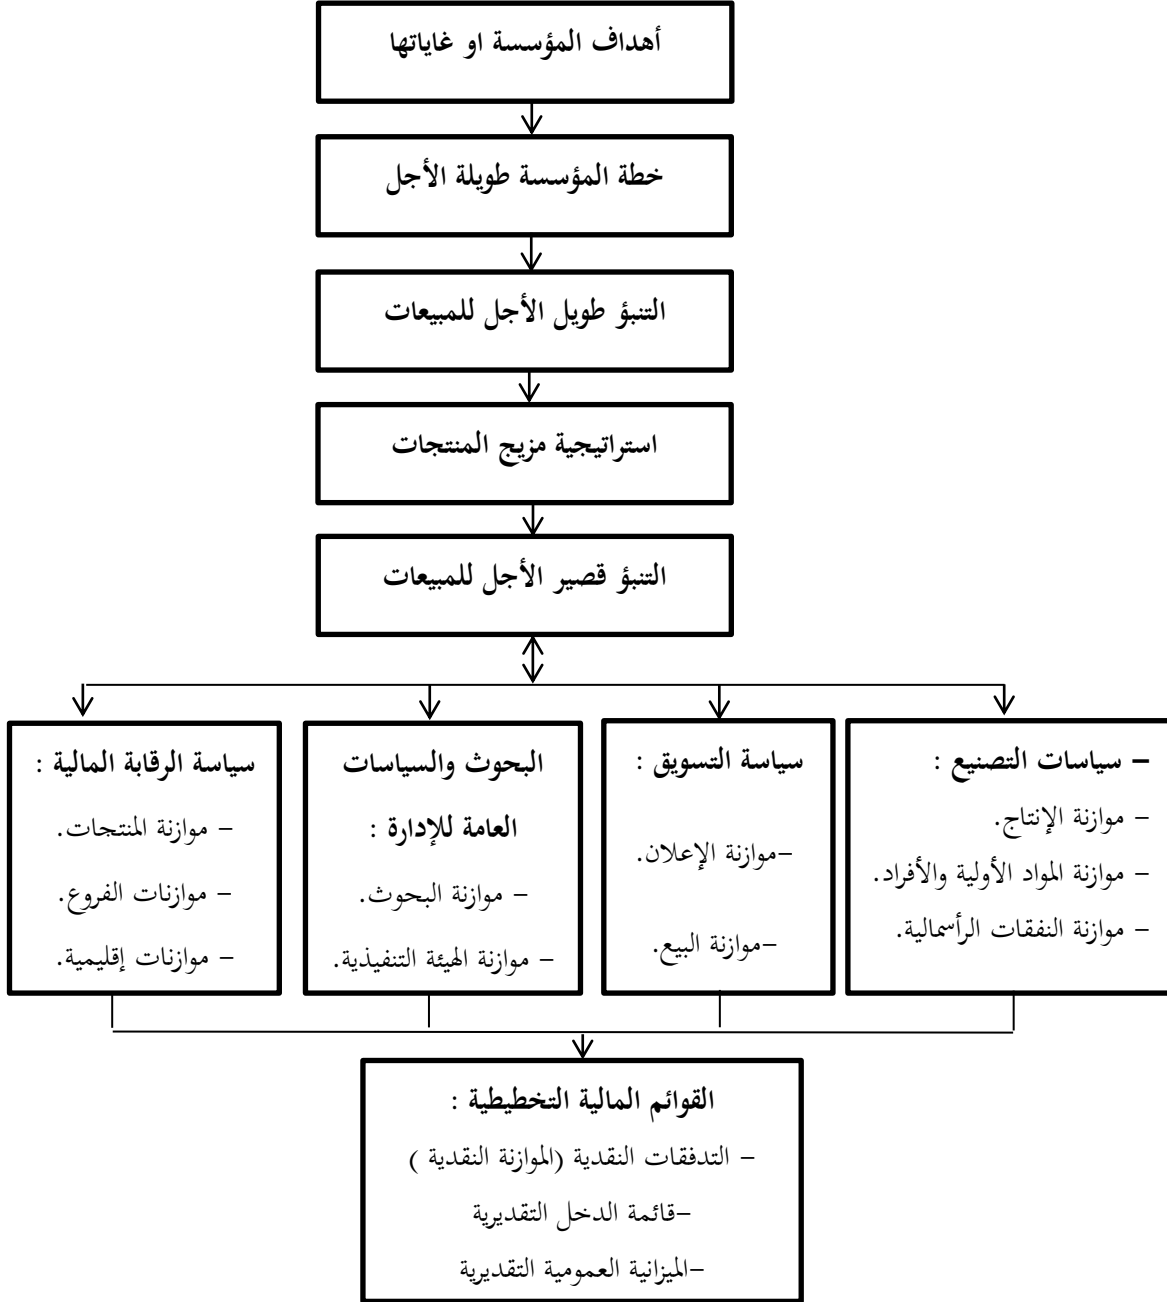 أهداف المؤسسة او غاياتها
خطة المؤسسة طويلة الأجل
التنبؤ طويل الأجل للمبيعات
استراتيجية مزيج المنتجات
التنبؤ قصير الأجل للمبيعات
– سياسات التصنيع :
– موازنة الإنتاج.
– موازنة المواد الأولية والأفراد.
– موازنة النفقات الرأسمالية.
سياسة التسويق :
–موازنة الإعلان.
–موازنة البيع.
البحوث والسياسات
العامة للإدارة :
– موازنة البحوث.
– موازنة الهيئة التنفيذية.
سياسة الرقابة المالية :
– موازنة المنتجات.
– موازنات الفروع.
– موازنات إقليمية.
القوائم المالية التخطيطية :
– التدفقات النقدية (الموازنة النقدية )
–قائمة الدخل التقديرية
–الميزانية العمومية التقديرية